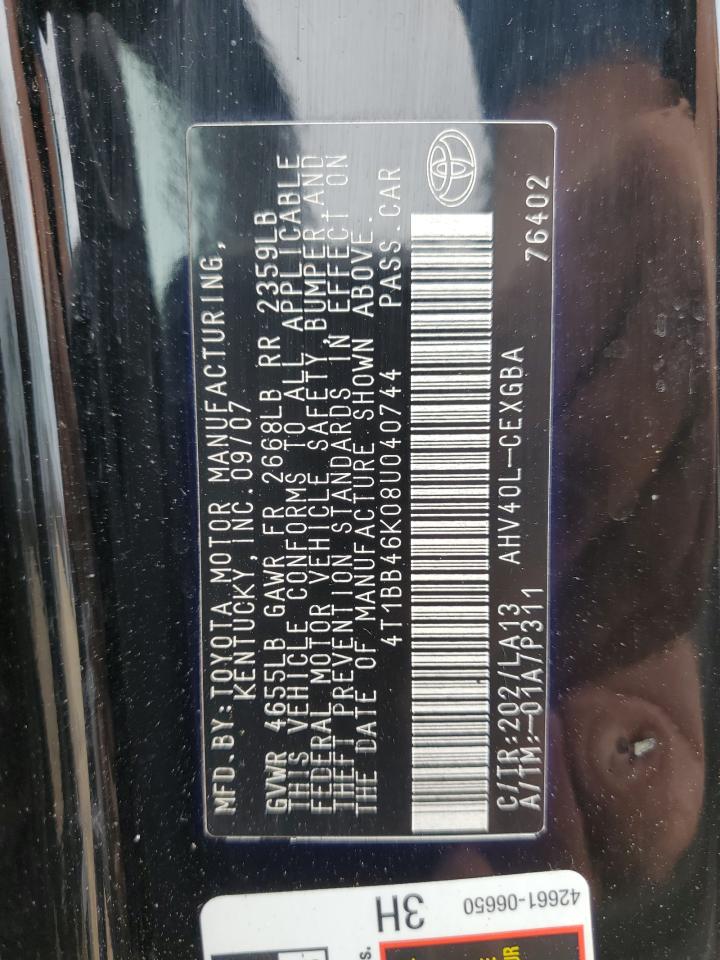 MFD.BY:TOYOTA MOTOR MANUFACTURING,
KENTUCKY, INC.09/07
GVWR 4655LB GAWR FR 2668LB RR 2359LB
THIS VEHICLE CONFORMS TO ALL APPLICABLE
FEDERAL MOTOR VEHICLE SAFETY,BUMPER AND
THEFT PREVENTION STANDARDS IN EFFECT ON
THE DATE OF MANUFACTURE SHOWN ABOVE.
4T1BB46K08U040744 PASS.CAR
C/TR:202/LA13 AHV40L-CEXGBA
A/TM:-01A/P311 76402
42661-06650
3H
s.